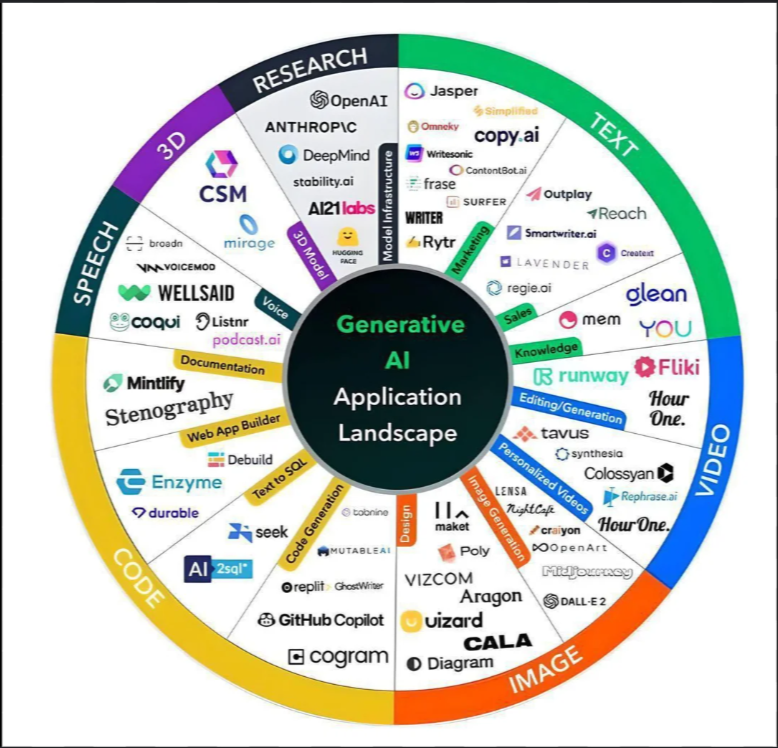 Generative
AI
Application
Landscape
RESEARCH
OpenAI
ANTHROP\C
DeepMind
stability.ai
AI21labs
HUGGING
FACE
Model Infrastructure
TEXT
Jasper
Simplified
Omneky
copy.ai
Writesonic
ContentBot.ai
frase
SURFER
WRITER
Rytr
Marketing
Outplay
Reach
Smartwriter.ai
Creatext
LAVENDER
regie.ai
Sales
glean
mem
YOU
Knowledge
VIDEO
runway
Fliki
Hour
One.
Editing/Generation
tavus
synthesia
Colossyan
Rephrase.ai
HourOne.
Personalized Videos
IMAGE
LENSA
NightCafe
craiyon
OpenArt
Midjourney
DALL·E 2
Image Generation
maket
Poly
VIZCOM
Aragon
uizard
CALA
Diagram
Design
CODE
tabnine
MUTABLEAI
replit GhostWriter
GitHub Copilot
cogram
Code Generation
seek
AI 2sql
Text to SQL
Debuild
Enzyme
durable
Web App Builder
Mintlify
Stenography
Documentation
SPEECH
broadn
VOICEMOD
WELLSAID
coqui
Listnr
podcast.ai
Voice
3D
CSM
mirage
3D Model